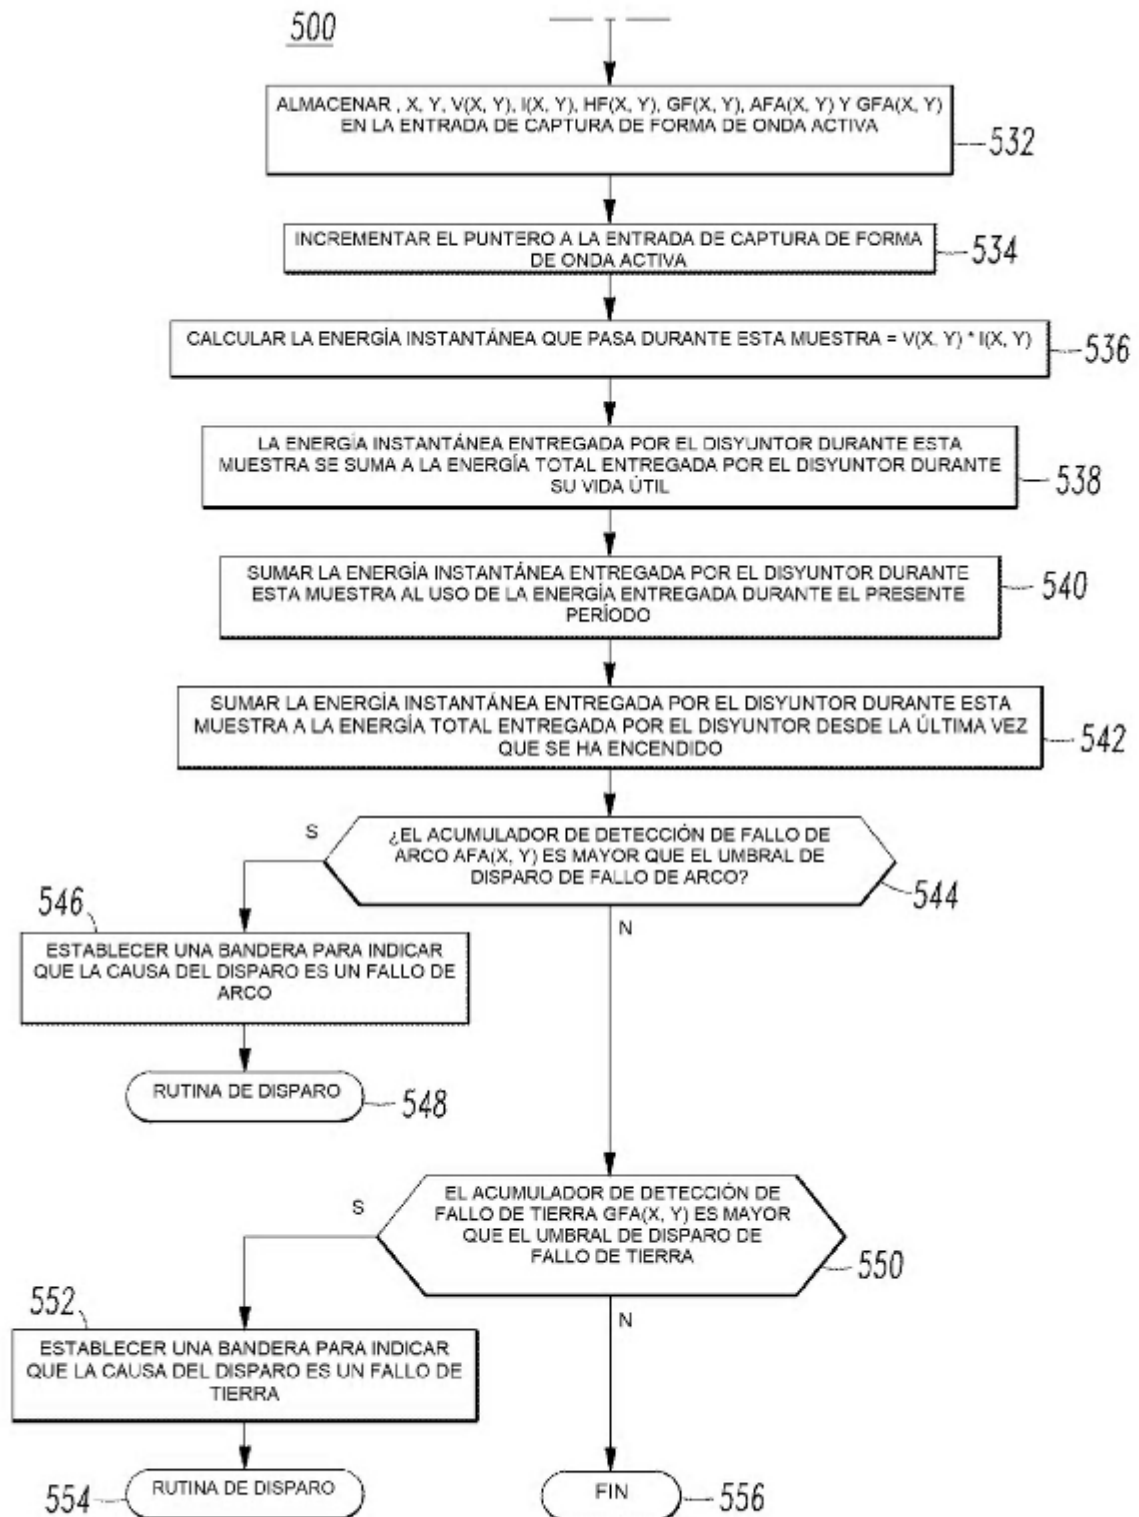 500
ALMACENAR , X, Y, V(X, Y), I(X, Y), HF(X, Y), GF(X, Y), AFA(X, Y) Y GFA(X, Y)
EN LA ENTRADA DE CAPTURA DE FORMA DE ONDA ACTIVA
532
INCREMENTAR EL PUNTERO A LA ENTRADA DE CAPTURA DE FORMA
DE ONDA ACTIVA
534
CALCULAR LA ENERGÍA INSTANTÁNEA QUE PASA DURANTE ESTA MUESTRA = V(X, Y) * I(X, Y)
536
LA ENERGÍA INSTANTÁNEA ENTREGADA POR EL DISYUNTOR DURANTE ESTA
MUESTRA SE SUMA A LA ENERGÍA TOTAL ENTREGADA POR EL DISYUNTOR DURANTE
SU VIDA ÚTIL
538
SUMAR LA ENERGÍA INSTANTÁNEA ENTREGADA POR EL DISYUNTOR DURANTE
ESTA MUESTRA AL USO DE LA ENERGÍA ENTREGADA DURANTE EL PRESENTE
PERÍODO
540
SUMAR LA ENERGÍA INSTANTÁNEA ENTREGADA POR EL DISYUNTOR DURANTE ESTA
MUESTRA A LA ENERGÍA TOTAL ENTREGADA POR EL DISYUNTOR DESDE LA ÚLTIMA VEZ
QUE SE HA ENCENDIDO
542
S
¿EL ACUMULADOR DE DETECCIÓN DE FALLO DE
ARCO AFA(X, Y) ES MAYOR QUE EL UMBRAL DE
DISPARO DE FALLO DE ARCO?
544
N
546
ESTABLECER UNA BANDERA PARA INDICAR
QUE LA CAUSA DEL DISPARO ES UN FALLO DE
ARCO
RUTINA DE DISPARO
548
S
EL ACUMULADOR DE DETECCIÓN DE
FALLO DE TIERRA GFA(X, Y) ES MAYOR
QUE EL UMBRAL DE DISPARO DE
FALLO DE TIERRA
550
N
552
ESTABLECER UNA BANDERA PARA INDICAR
QUE LA CAUSA DEL DISPARO ES UN FALLO DE
TIERRA
554
RUTINA DE DISPARO
FIN
556